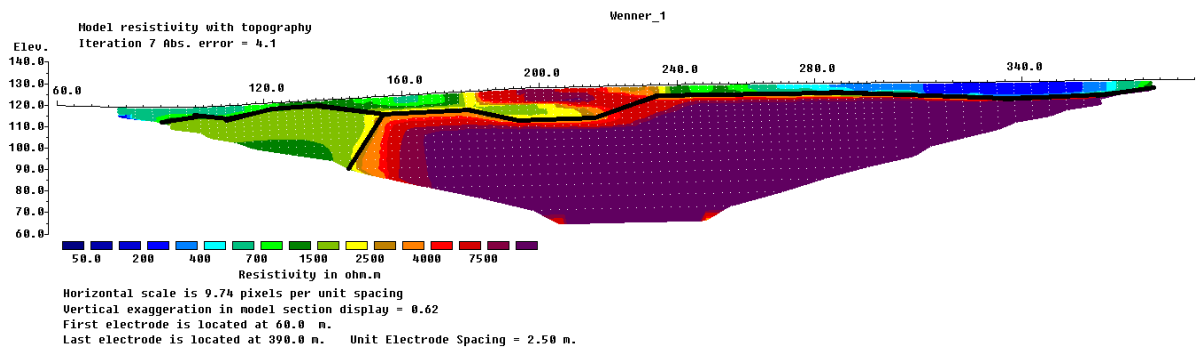 Wenner_1
Model resistivity with topography
Iteration 7 Abs. error = 4.1
Elev.
140.0
130.0
120.0
110.0
100.0
90.0
80.0
70.0
60.0
60.0 120.0 160.0 200.0 240.0 280.0 340.0
50.0 200 400 700 1500 2500 4000 7500
Resistivity in ohm.m
Horizontal scale is 9.74 pixels per unit spacing
Vertical exaggeration in model section display = 0.62
First electrode is located at 60.0 m.
Last electrode is located at 390.0 m. Unit Electrode Spacing = 2.50 m.